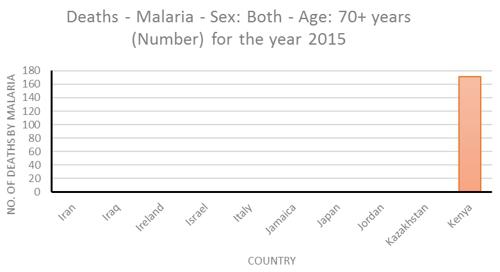 Deaths - Malaria - Sex: Both - Age: 70+ years
(Number) for the year 2015
NO. OF DEATHS BY MALARIA
180
160
140
120
100
80
60
40
20
0
Iran
Iraq
Ireland
Israel
Italy
Jamaica
Japan
Jordan
Kazakhstan
Kenya
COUNTRY